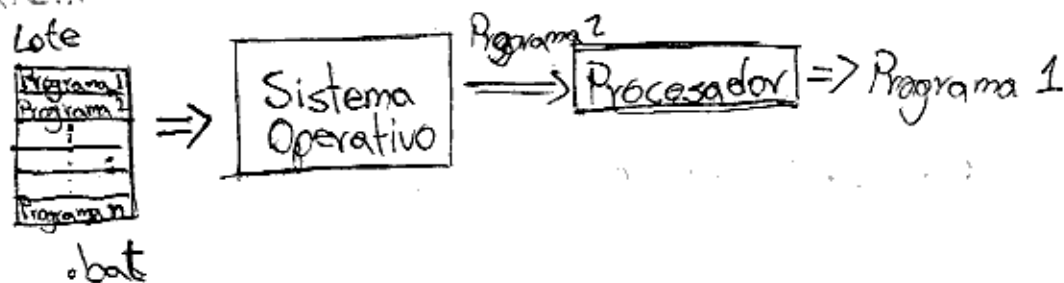 Lote
Programa 1
Programa 2
Programa n
.bat
Sistema
Operativo
Programa 2
Procesador
=> Programa 1